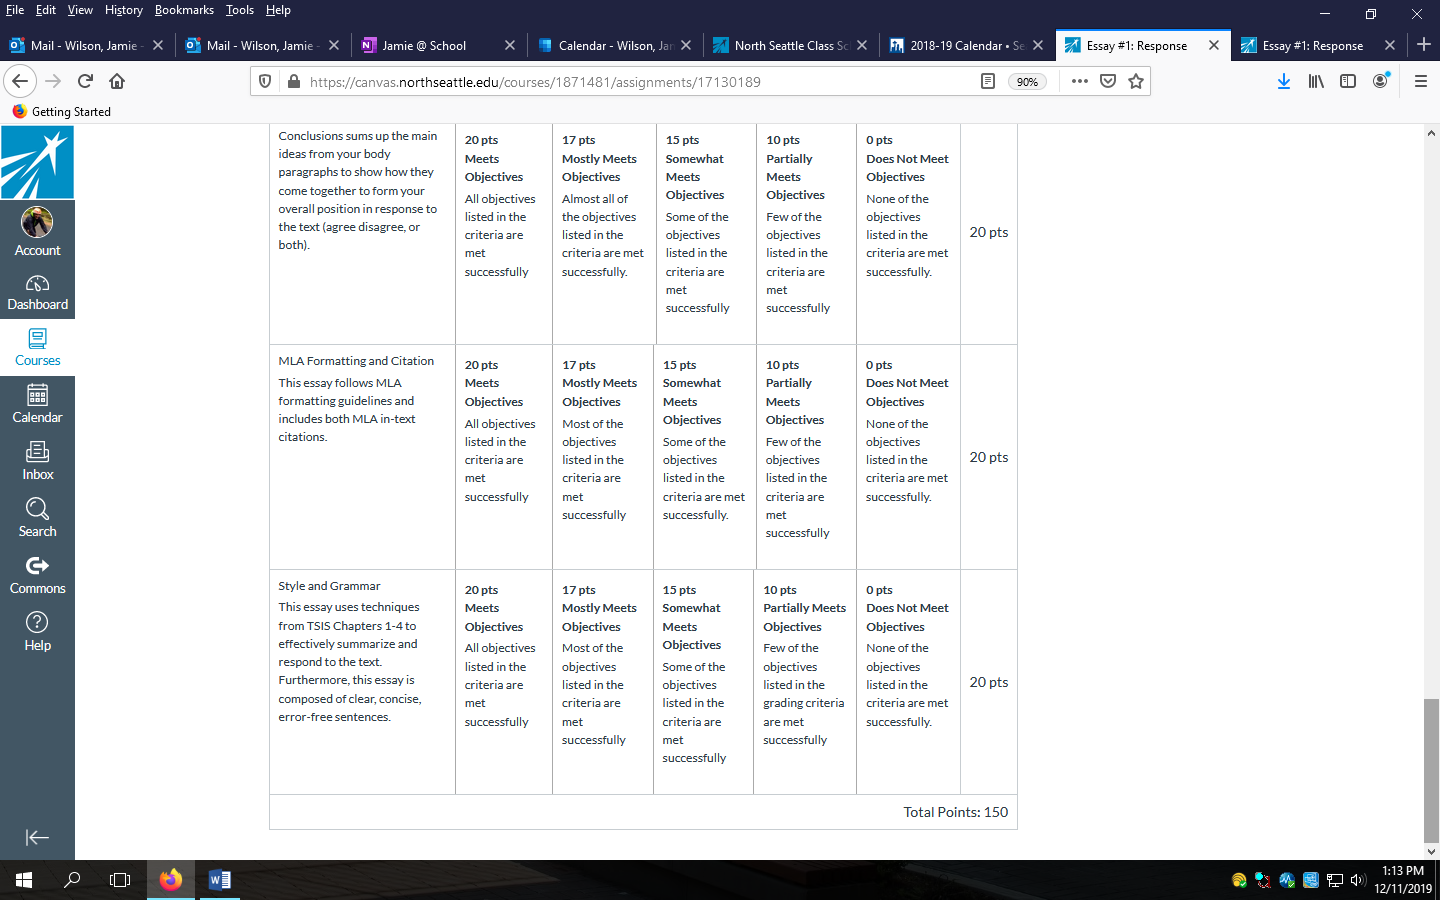 File Edit View History Bookmarks Tools Help
Mail - Wilson, Jamie - Mail - Wilson, Jamie - Jamie @ School Calendar - Wilson, Jan North Seattle Class Sc 2018-19 Calendar • Se Essay #1: Response Essay #1: Response
https://canvas.northseattle.edu/courses/1871481/assignments/17130189 90%
Getting Started
Account
Dashboard
Courses
Calendar
Inbox
Search
Commons
Help
Conclusions sums up the main
ideas from your body
paragraphs to show how they
come together to form your
overall position in response to
the text (agree disagree, or
both).
20 pts
Meets
Objectives
All objectives
listed in the
criteria are
met
successfully
17 pts
Mostly Meets
Objectives
Almost all of
the objectives
listed in the
criteria are met
successfully.
15 pts
Somewhat
Meets
Objectives
Some of the
objectives
listed in the
criteria are
met
successfully
10 pts
Partially
Meets
Objectives
Few of the
objectives
listed in the
criteria are
met
successfully
0 pts
Does Not Meet
Objectives
None of the
objectives
listed in the
criteria are met
successfully.
20 pts
MLA Formatting and Citation
This essay follows MLA
formatting guidelines and
includes both MLA in-text
citations.
20 pts
Meets
Objectives
All objectives
listed in the
criteria are
met
successfully
17 pts
Mostly Meets
Objectives
Most of the
objectives
listed in the
criteria are
met
successfully
15 pts
Somewhat
Meets
Objectives
Some of the
objectives
listed in the
criteria are met
successfully.
10 pts
Partially
Meets
Objectives
Few of the
objectives
listed in the
criteria are
met
successfully
0 pts
Does Not Meet
Objectives
None of the
objectives
listed in the
criteria are met
successfully.
20 pts
Style and Grammar
This essay uses techniques
from TSIS Chapters 1-4 to
effectively summarize and
respond to the text.
Furthermore, this essay is
composed of clear, concise,
error-free sentences.
20 pts
Meets
Objectives
All objectives
listed in the
criteria are
met
successfully
17 pts
Mostly Meets
Objectives
Most of the
objectives
listed in the
criteria are
met
successfully
15 pts
Somewhat
Meets
Objectives
Some of the
objectives
listed in the
criteria are
met
successfully
10 pts
Partially Meets
Objectives
Few of the
objectives
listed in the
grading criteria
are met
successfully
0 pts
Does Not Meet
Objectives
None of the
objectives
listed in the
criteria are met
successfully.
20 pts
Total Points: 150
1:13 PM
12/11/2019